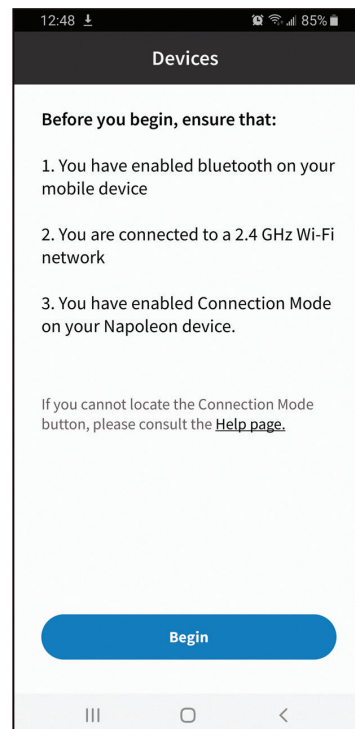 12:48
85%
Devices
Before you begin, ensure that:
1. You have enabled bluetooth on your
mobile device
2. You are connected to a 2.4 GHz Wi-Fi
network
3. You have enabled Connection Mode
on your Napoleon device.
If you cannot locate the Connection Mode
button, please consult the Help page.
Begin